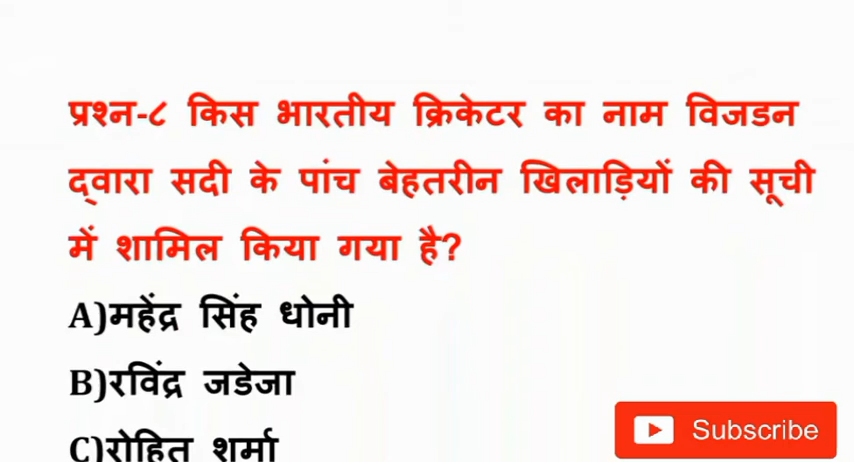 प्रश्न-८ किस भारतीय क्रिकेटर का नाम विजडन
द्वारा सदी के पांच बेहतरीन खिलाड़ियों की सूची
में शामिल किया गया है?
A)महेंद्र सिंह धोनी
B)रविंद्र जडेजा
C)रोहित शर्मा
Subscribe